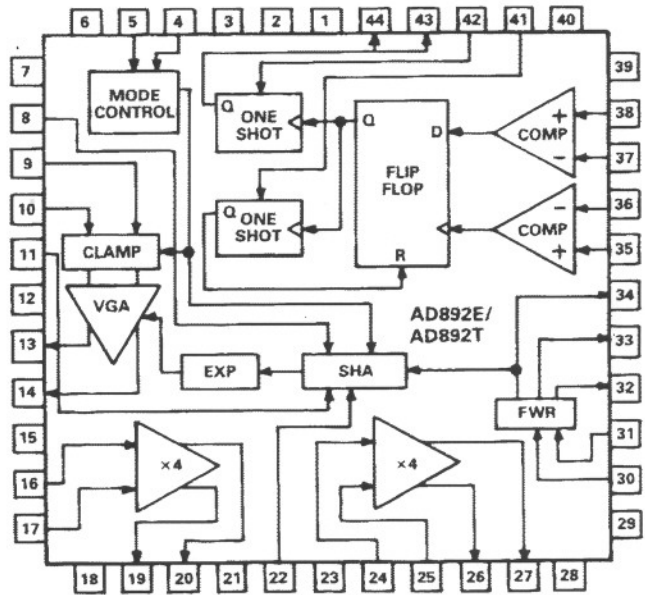 6 5 4 3 2 1 44 43 42 41 40
7
8
9
10
11
12
13
14
15
16
17
39
38
37
36
35
34
33
32
31
30
29
18 19 20 21 22 23 24 25 26 27 28
MODE
CONTROL
Q
ONE
SHOT
Q
ONE
SHOT
Q
D
FLIP
FLOP
R
+
COMP
−
−
COMP
+
CLAMP
VGA
AD892E/
AD892T
EXP
SHA
FWR
×4
×4